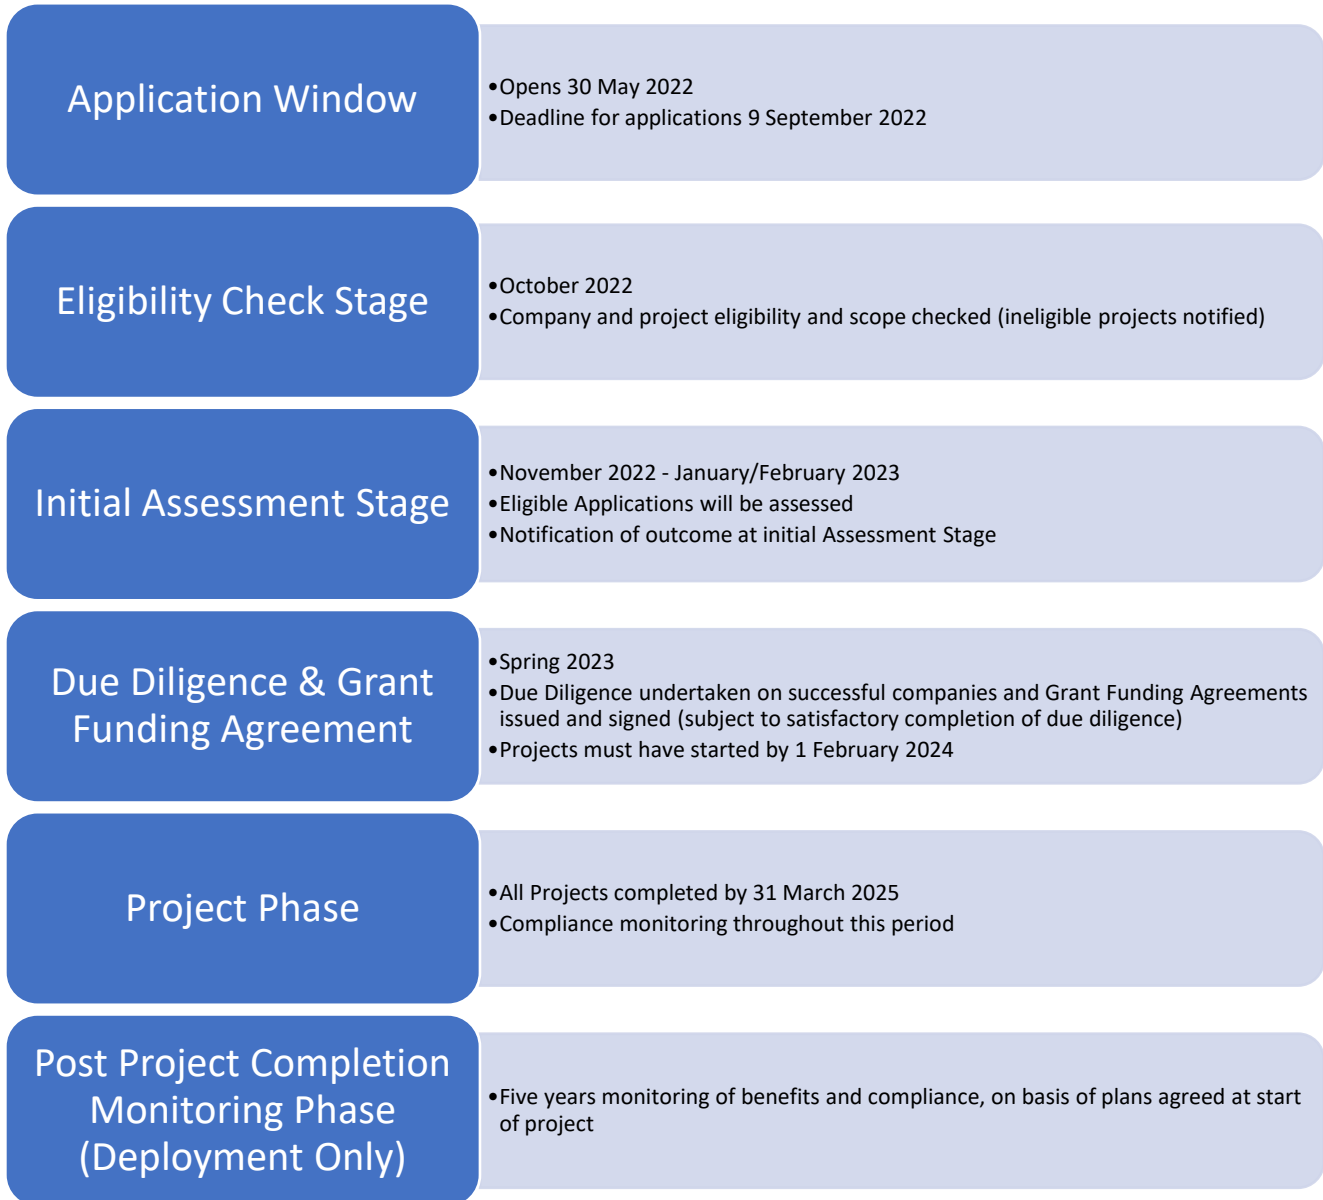 Application Window
•Opens 30 May 2022
•Deadline for applications 9 September 2022
Eligibility Check Stage
•October 2022
•Company and project eligibility and scope checked (ineligible projects notified)
Initial Assessment Stage
•November 2022 - January/February 2023
•Eligible Applications will be assessed
•Notification of outcome at initial Assessment Stage
Due Diligence & Grant
Funding Agreement
•Spring 2023
•Due Diligence undertaken on successful companies and Grant Funding Agreements
issued and signed (subject to satisfactory completion of due diligence)
•Projects must have started by 1 February 2024
Project Phase
•All Projects completed by 31 March 2025
•Compliance monitoring throughout this period
Post Project Completion
Monitoring Phase
(Deployment Only)
•Five years monitoring of benefits and compliance, on basis of plans agreed at start
of project